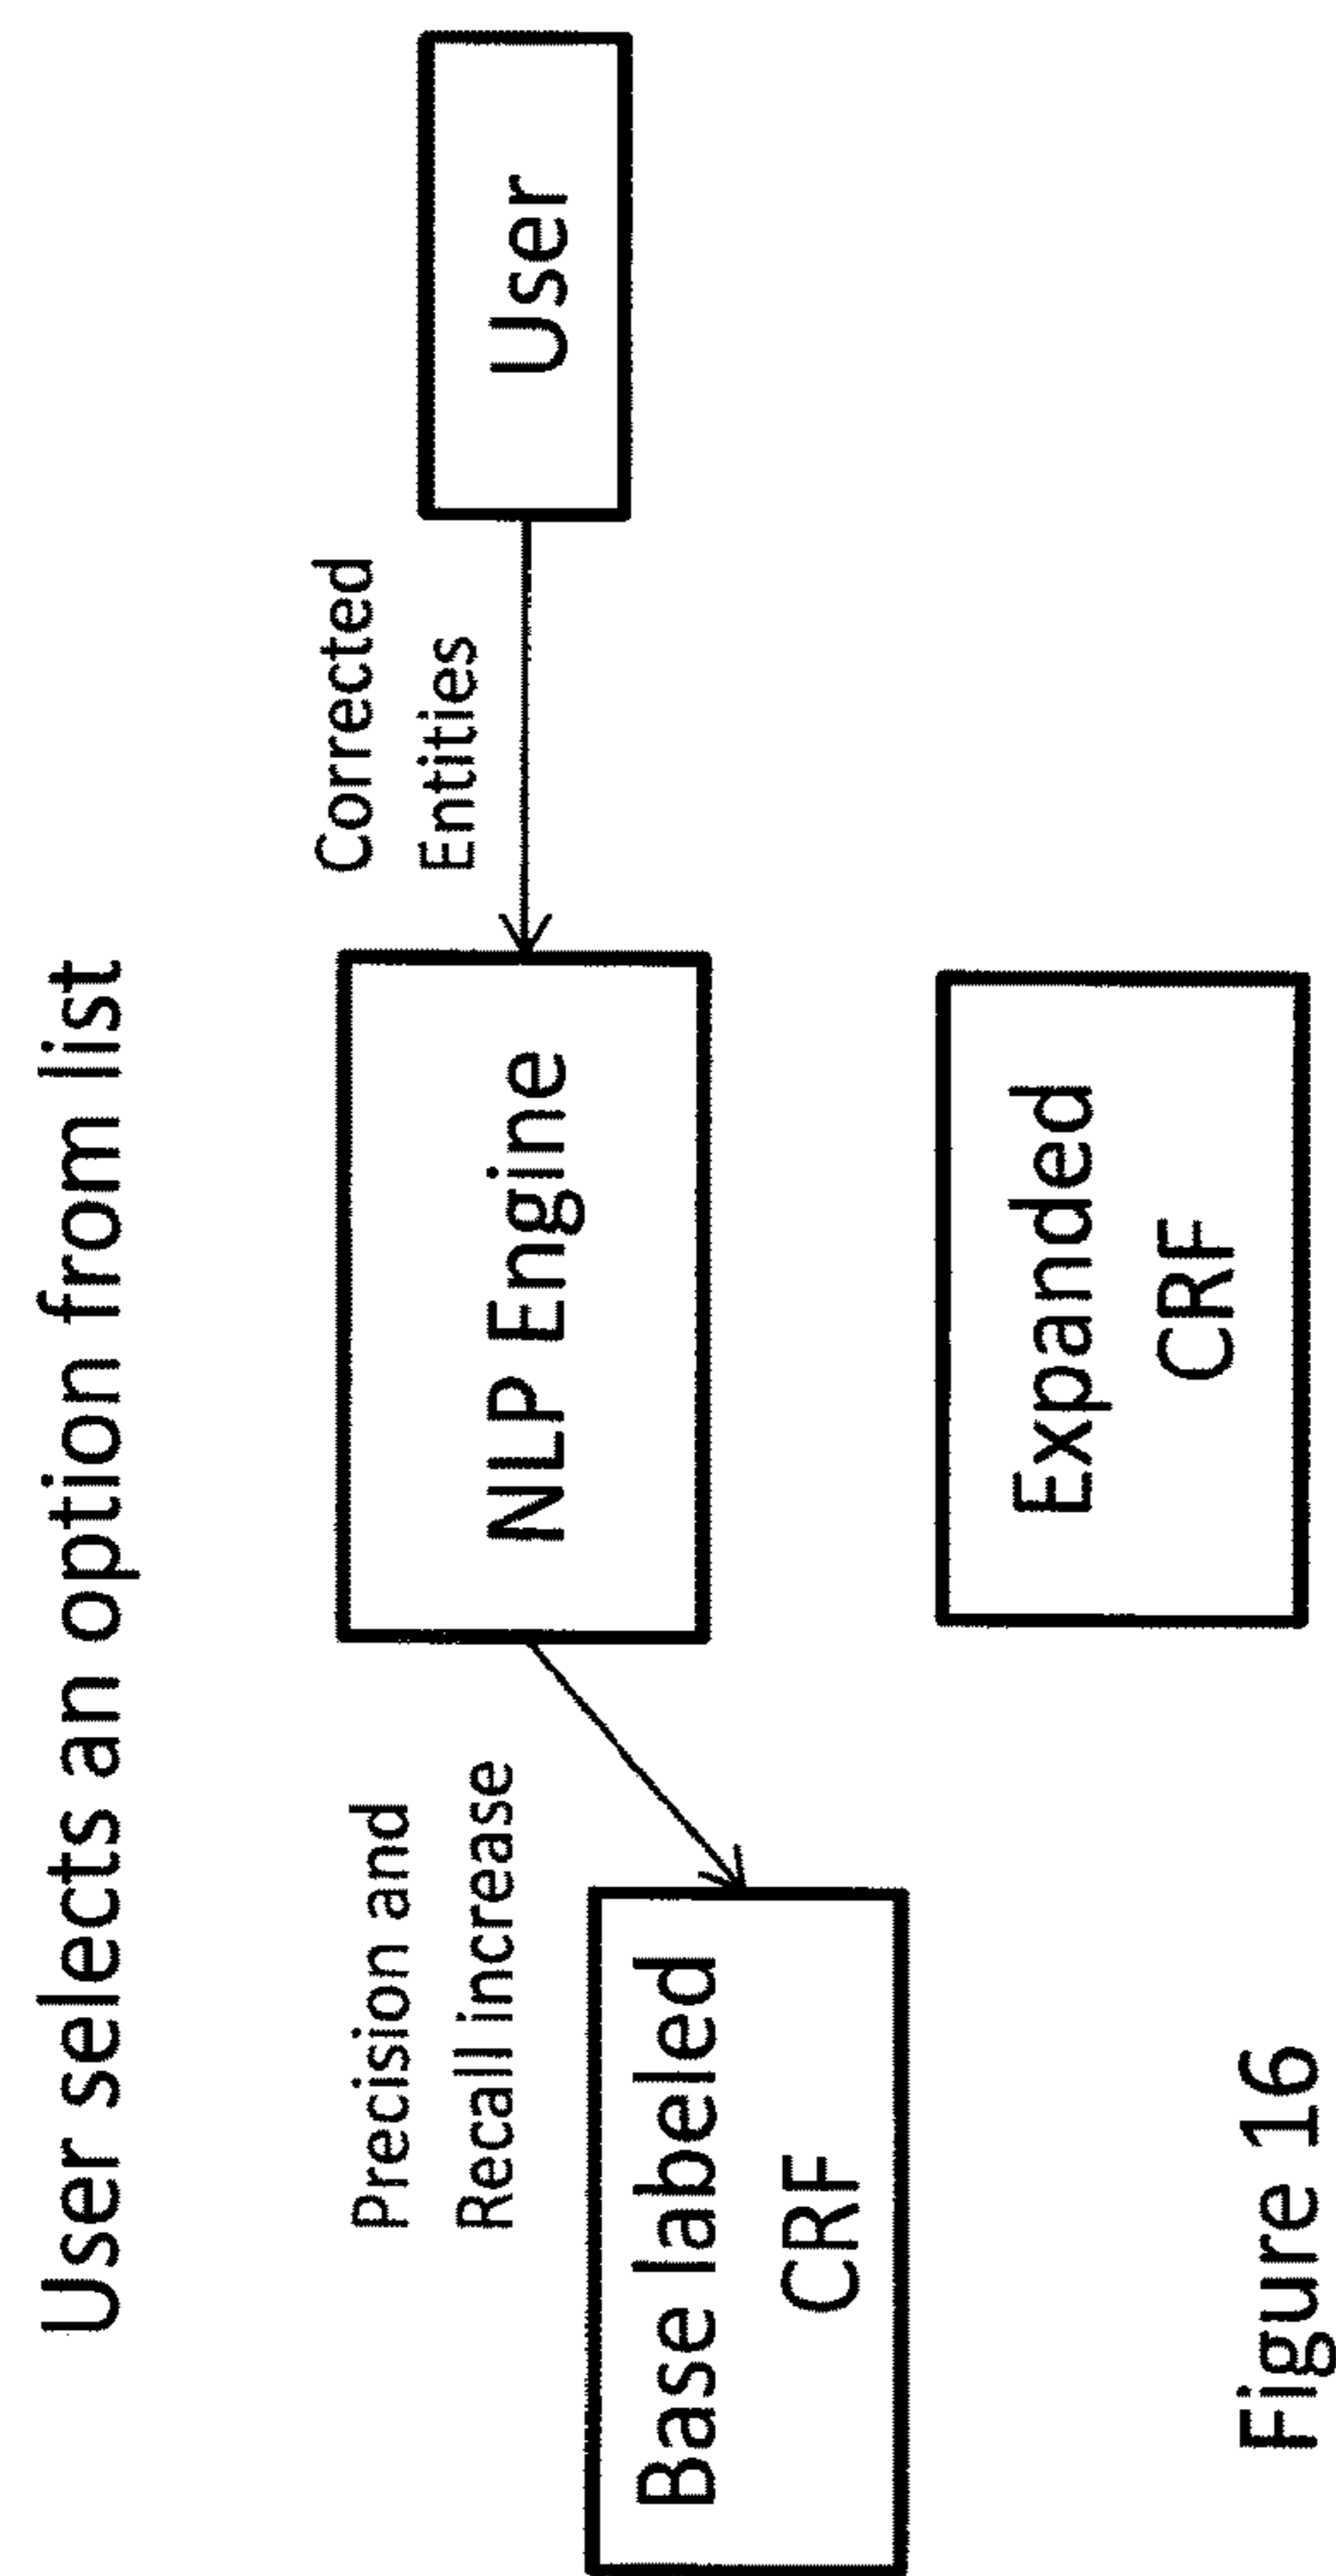 User selects an option from list
Precision and
Recall increase
Corrected
Entities
Base labeled
CRF
NLP Engine
User
Expanded
CRF
Figure 16